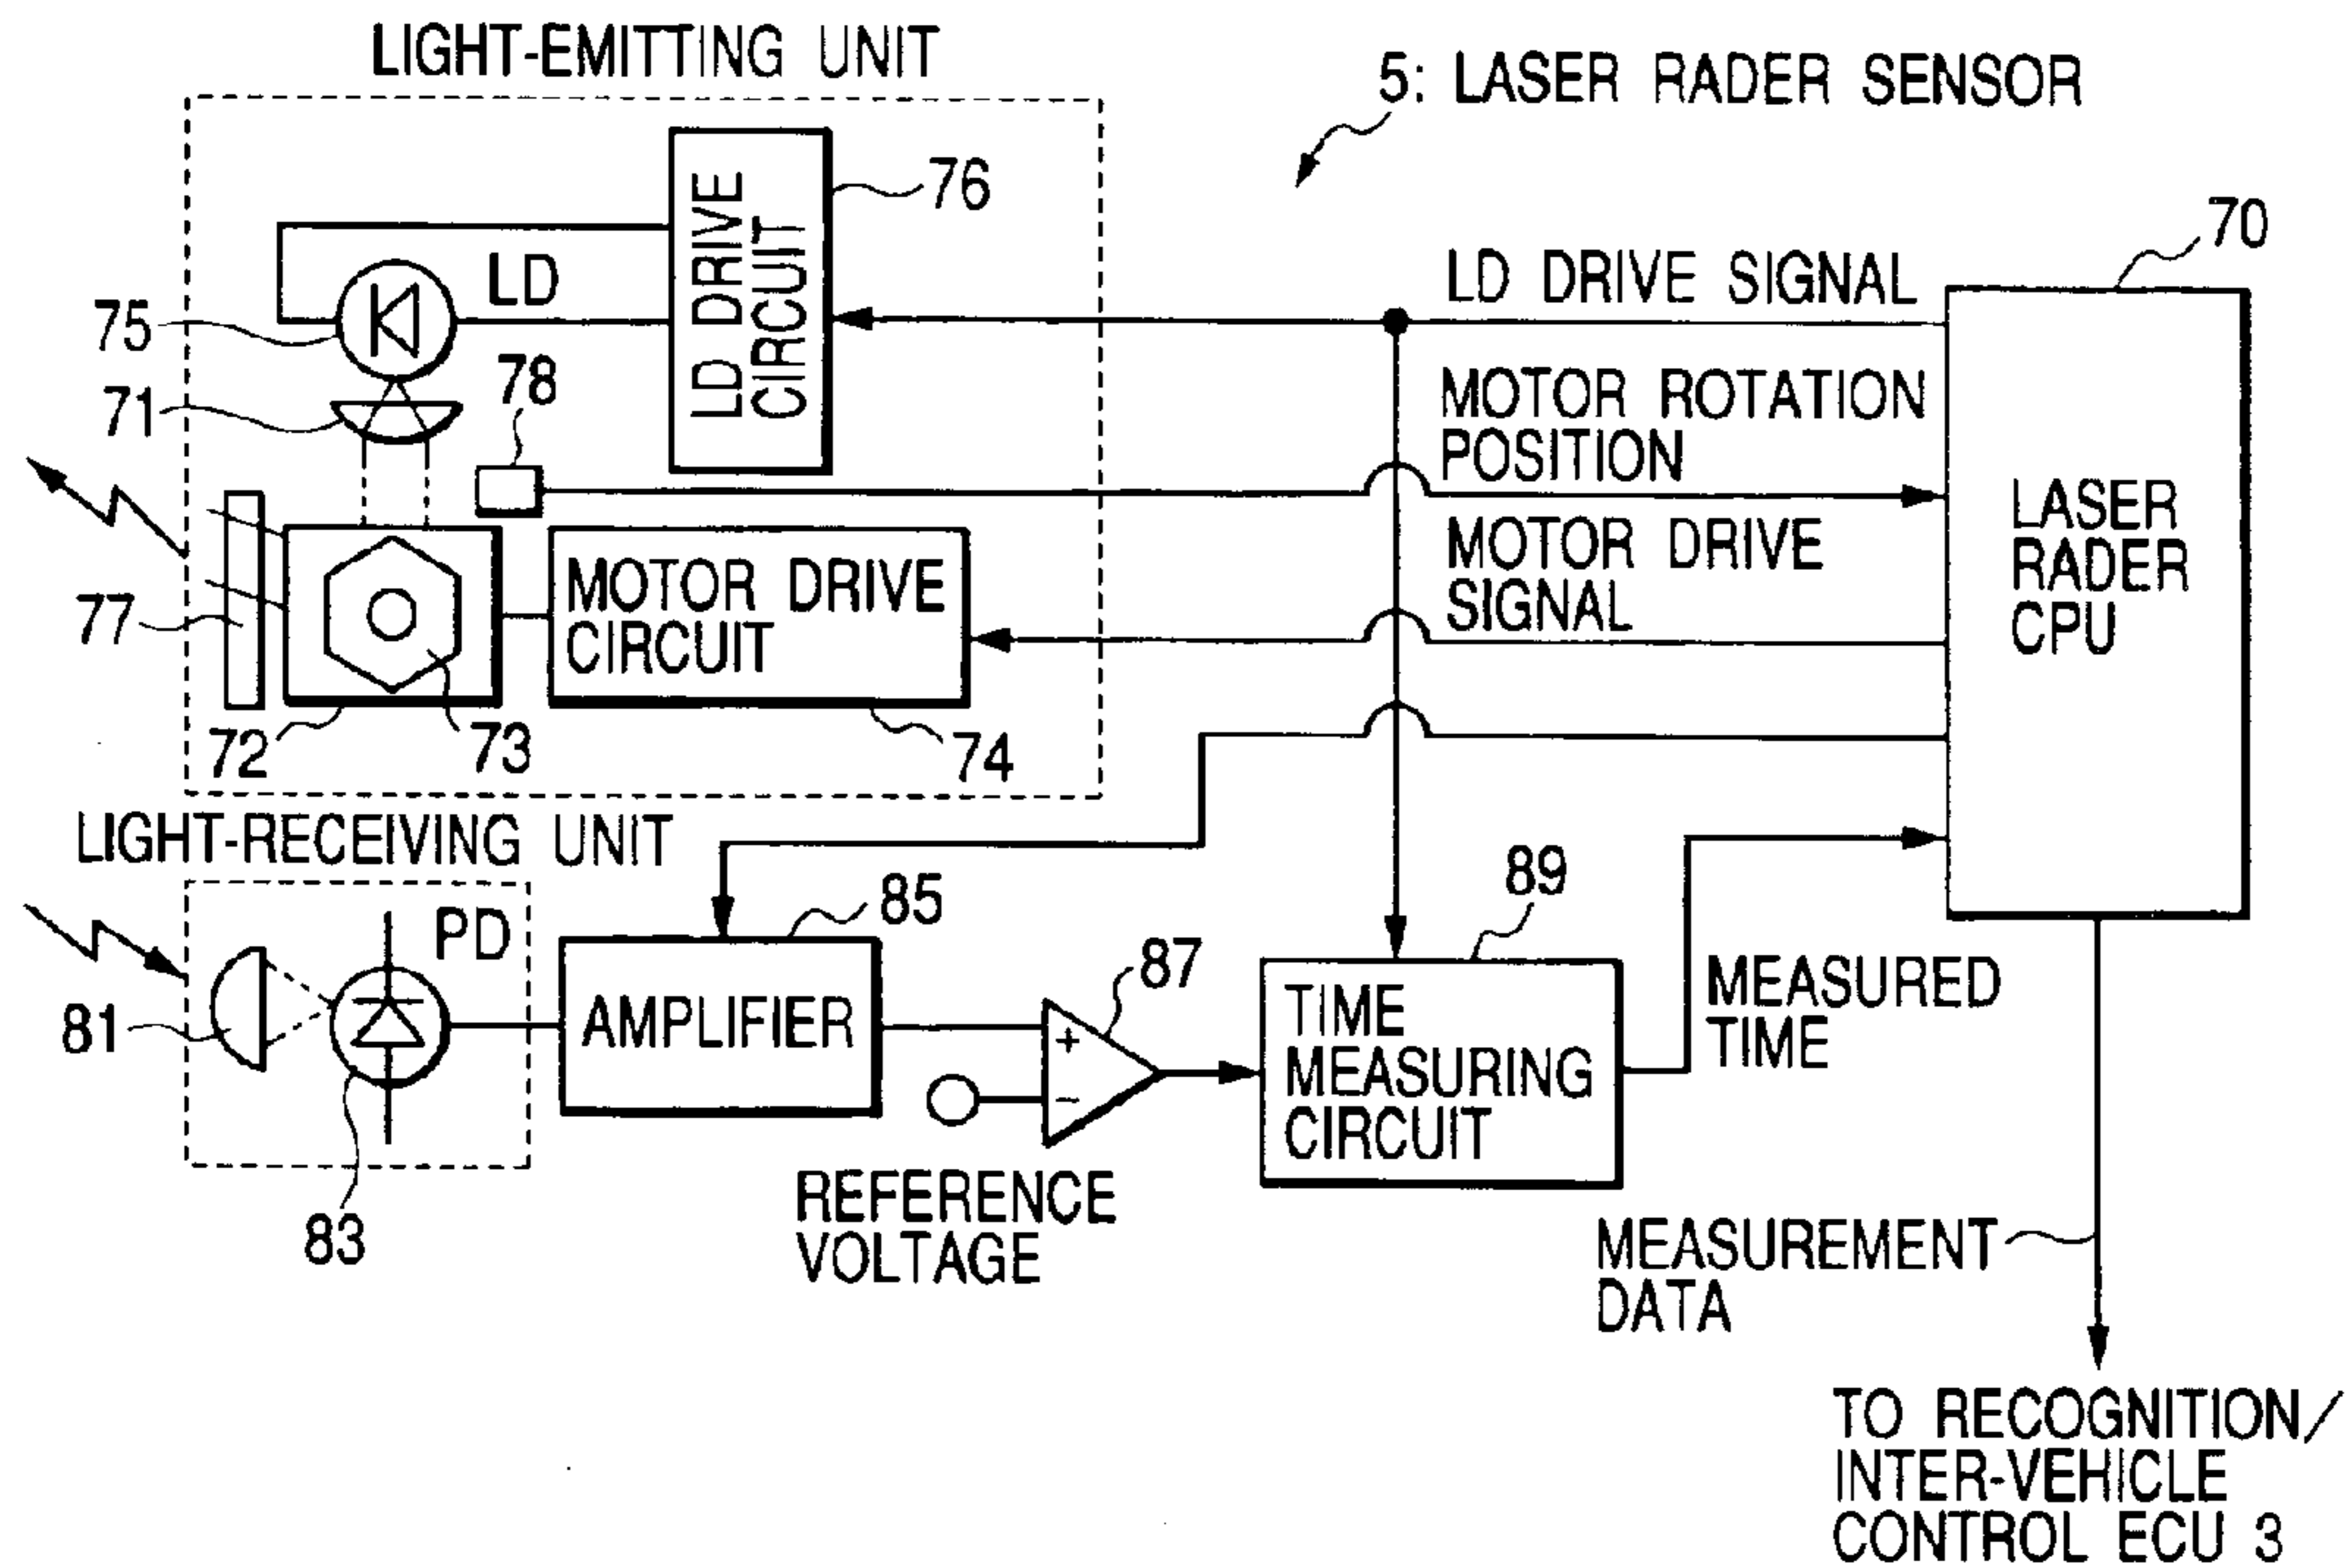 LIGHT-EMITTING UNIT
5: LASER RADER SENSOR
76
LD DRIVE
CIRCUIT
70
LD
LD DRIVE SIGNAL
75
78
71
MOTOR ROTATION
POSITION
LASER
RADER
CPU
MOTOR DRIVE
SIGNAL
MOTOR DRIVE
CIRCUIT
77
72
73
74
LIGHT-RECEIVING UNIT
89
85
PD
87
81
AMPLIFIER
+
−
TIME
MEASURING
CIRCUIT
MEASURED
TIME
REFERENCE
VOLTAGE
83
MEASUREMENT
DATA
TO RECOGNITION/
INTER-VEHICLE
CONTROL ECU 3